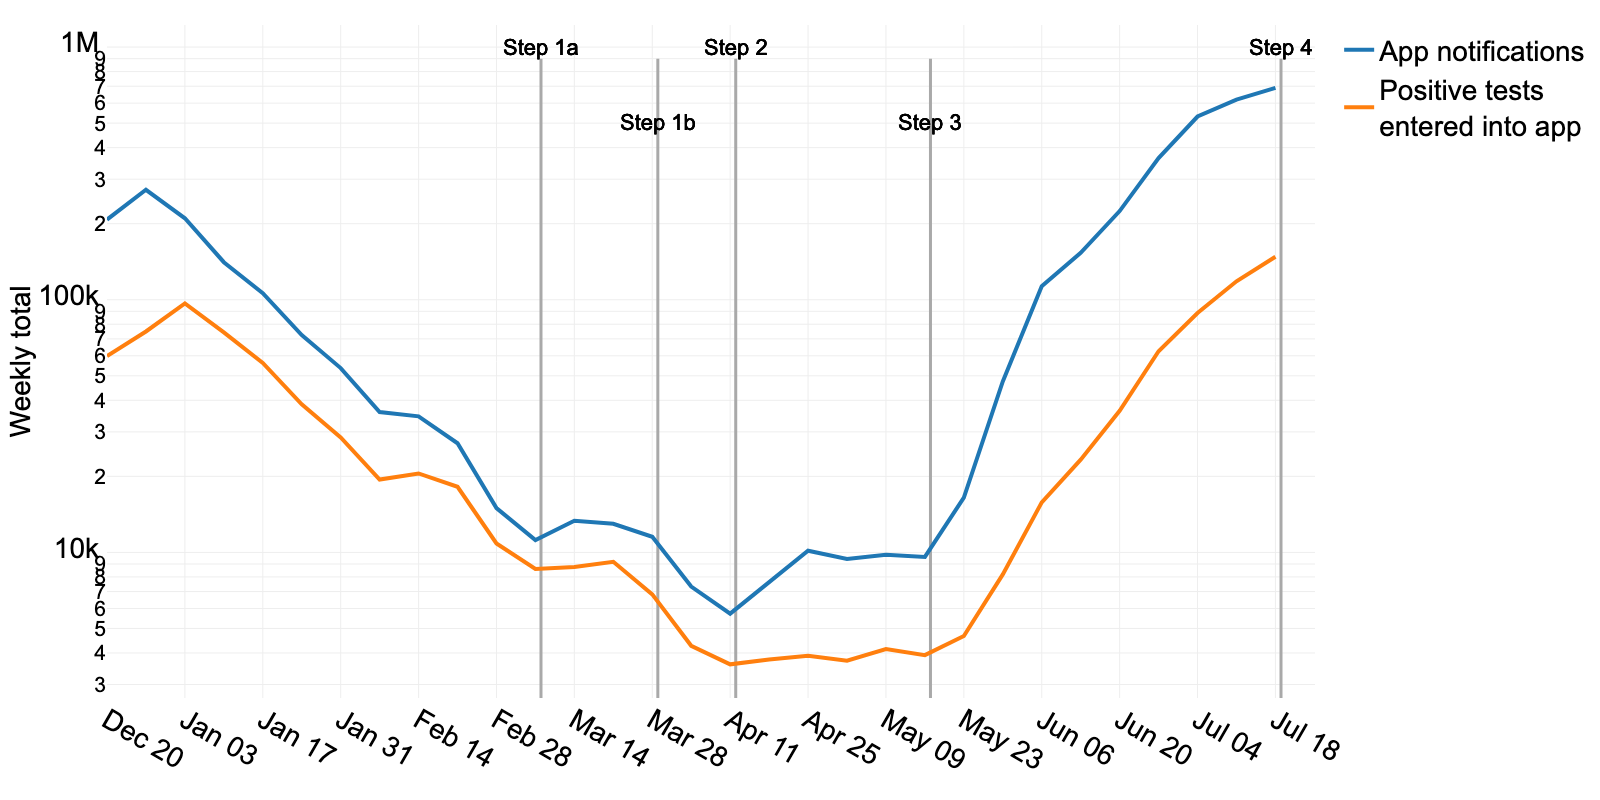 Step 1a
Step 2
Step 4
Step 1b
Step 3
App notifications
Positive tests
entered into app
Weekly total
1M
9
8
7
6
5
4
3
2
100k
9
8
7
6
5
4
3
2
10k
9
8
7
6
5
4
3
Dec 20
Jan 03
Jan 17
Jan 31
Feb 14
Feb 28
Mar 14
Mar 28
Apr 11
Apr 25
May 09
May 23
Jun 06
Jun 20
Jul 04
Jul 18